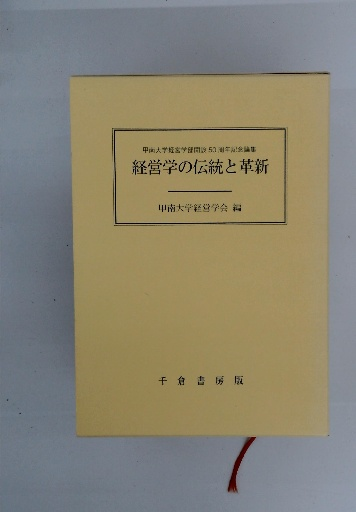 甲南大学経営学部開設50周年記念論集
経営学の伝統と革新
甲南大学経営学会 編
千倉書房版